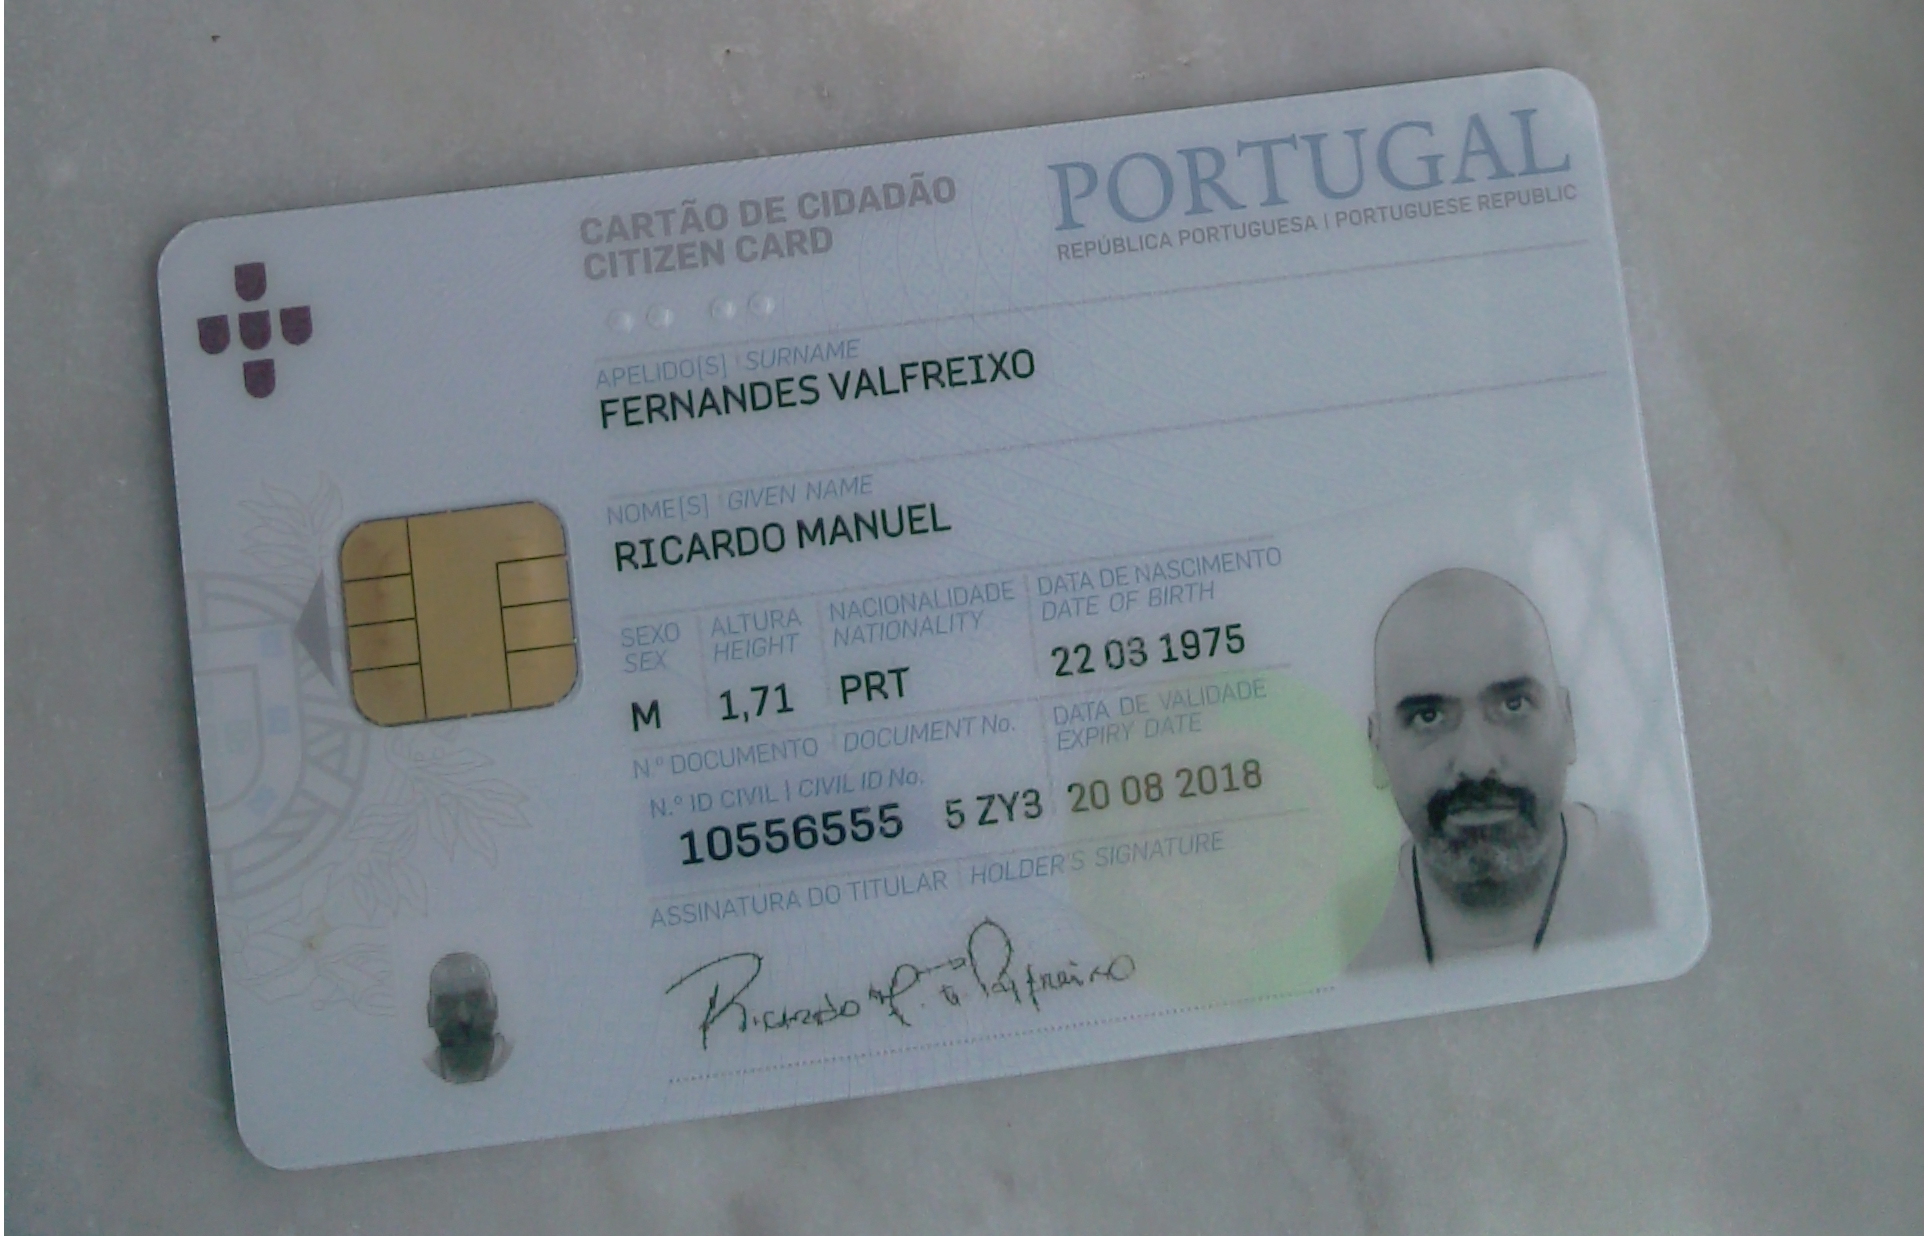 CARTÃO DE CIDADÃO
CITIZEN CARD
PORTUGAL
REPÚBLICA PORTUGUESA | PORTUGUESE REPUBLIC
APELIDO[S] | SURNAME
FERNANDES VALFREIXO
NOME[S] | GIVEN NAME
RICARDO MANUEL
SEXO ALTURA NACIONALIDADE DATA DE NASCIMENTO
SEX HEIGHT NATIONALITY DATE OF BIRTH
M 1,71 PRT 22 03 1975
N.º DOCUMENTO | DOCUMENT No. DATA DE VALIDADE
EXPIRY DATE
N.º ID CIVIL | CIVIL ID No.
10556555 5 ZY3 20 08 2018
ASSINATURA DO TITULAR | HOLDER'S SIGNATURE
Ricardo